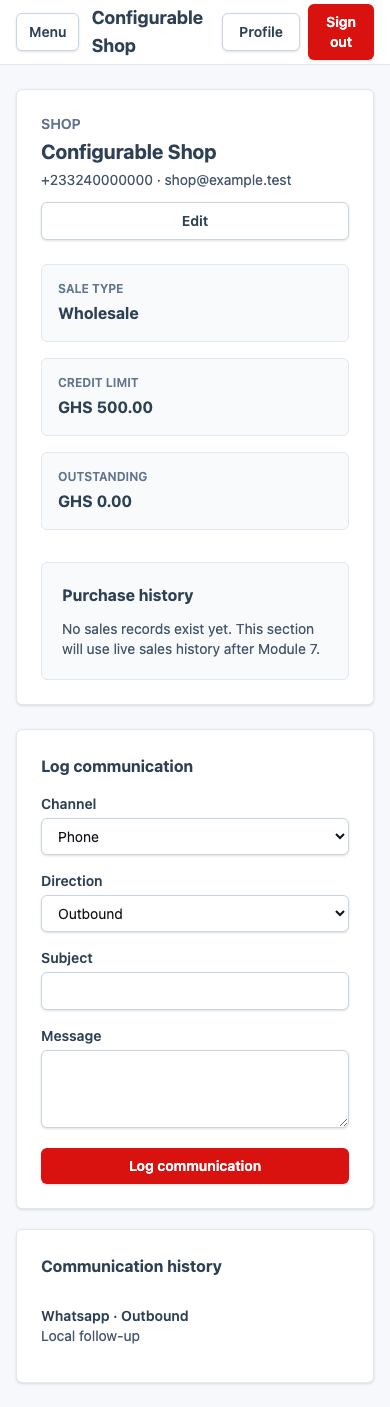 Menu
Configurable
Shop
Profile
Sign
out
SHOP
Configurable Shop
+233240000000 · shop@example.test
Edit
SALE TYPE
Wholesale
CREDIT LIMIT
GHS 500.00
OUTSTANDING
GHS 0.00
Purchase history
No sales records exist yet. This section
will use live sales history after Module 7.
Log communication
Channel
Phone
Direction
Outbound
Subject
Message
Log communication
Communication history
Whatsapp · Outbound
Local follow-up